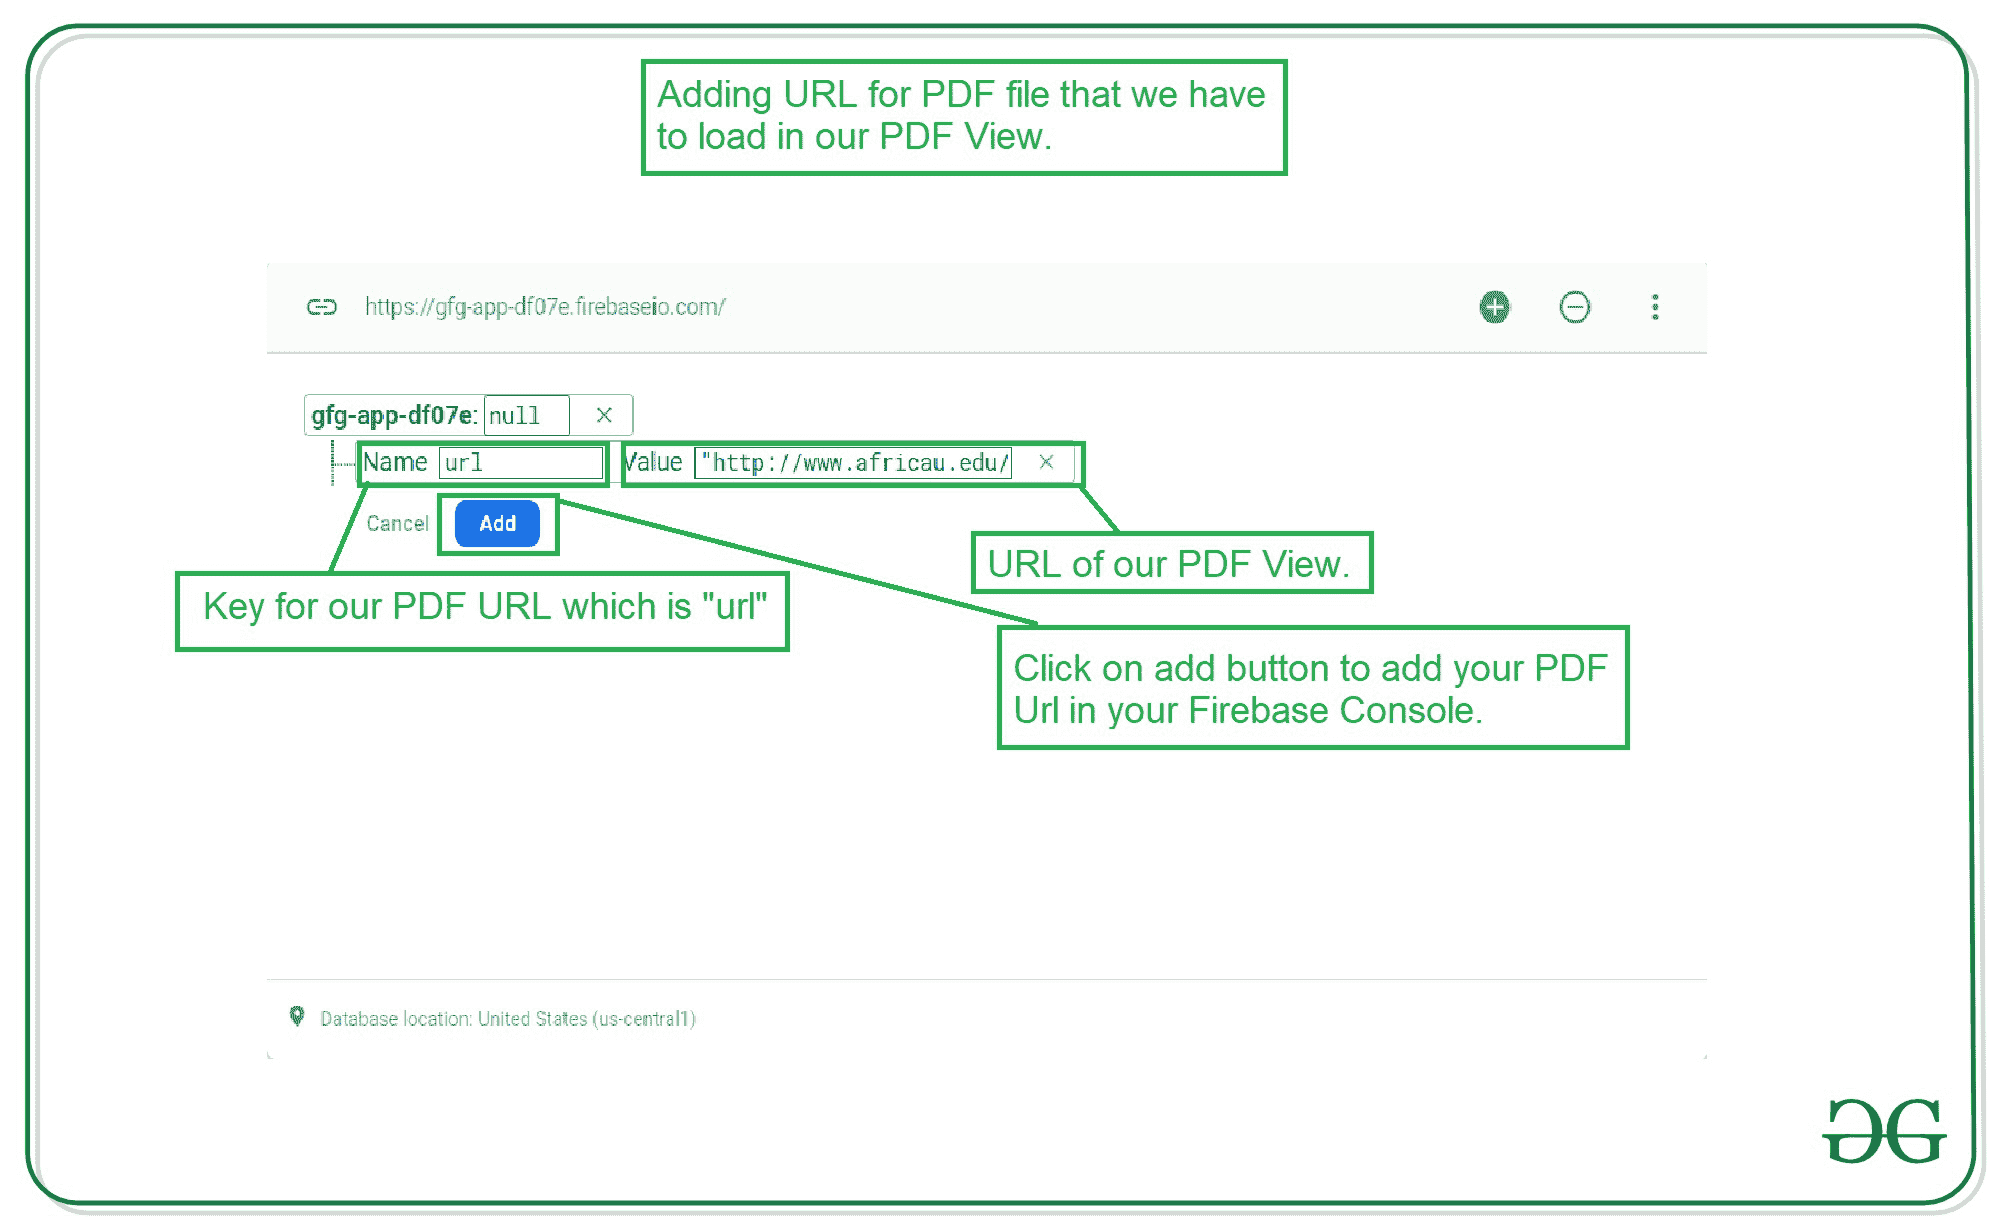 Adding URL for PDF file that we have
to load in our PDF View.
https://gfg-app-df07e.firebaseio.com/
gfg-app-df07e: null
Name url Value "http://www.africau.edu/
Cancel Add
URL of our PDF View.
Key for our PDF URL which is "url"
Click on add button to add your PDF
Url in your Firebase Console.
Database location: United States (us-central1)